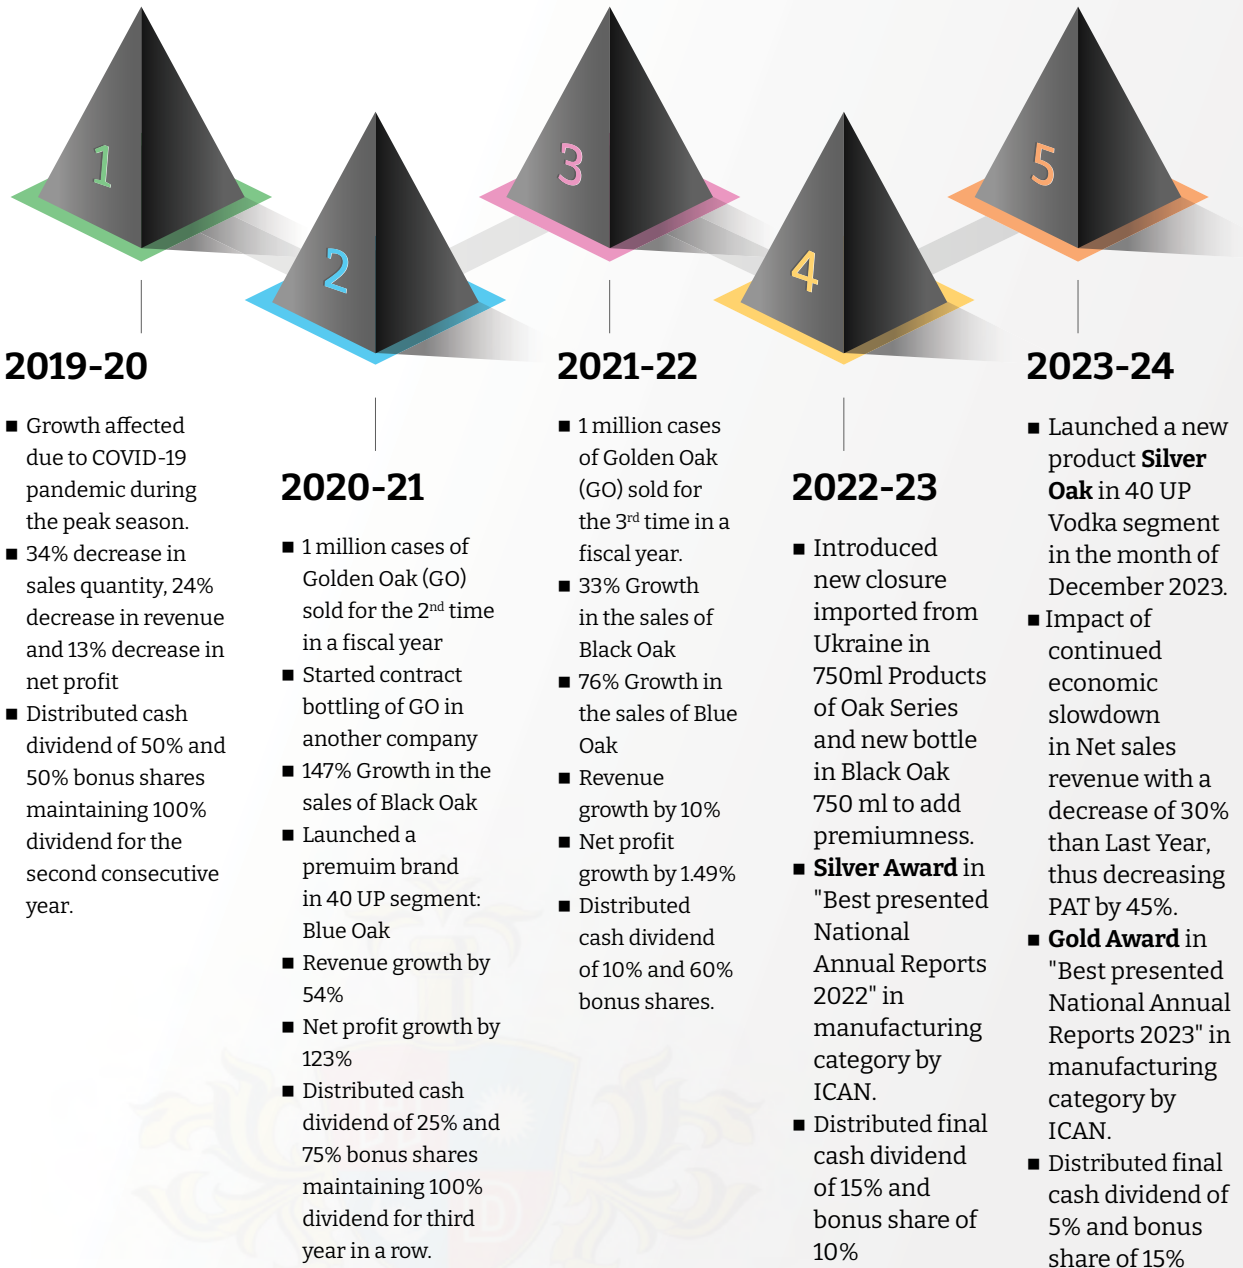 1
2
3
4
5
2019-20
■ Growth affected
due to COVID-19
pandemic during
the peak season.
■ 34% decrease in
sales quantity, 24%
decrease in revenue
and 13% decrease in
net profit
■ Distributed cash
dividend of 50% and
50% bonus shares
maintaining 100%
dividend for the
second consecutive
year.
2020-21
■ 1 million cases of
Golden Oak (GO)
sold for the 2nd time
in a fiscal year
■ Started contract
bottling of GO in
another company
■ 147% Growth in the
sales of Black Oak
■ Launched a
premuim brand
in 40 UP segment:
Blue Oak
■ Revenue growth by
54%
■ Net profit growth by
123%
■ Distributed cash
dividend of 25% and
75% bonus shares
maintaining 100%
dividend for third
year in a row.
2021-22
■ 1 million cases
of Golden Oak
(GO) sold for
the 3rd time in a
fiscal year.
■ 33% Growth
in the sales of
Black Oak
■ 76% Growth in
the sales of Blue
Oak
■ Revenue
growth by 10%
■ Net profit
growth by 1.49%
■ Distributed
cash dividend
of 10% and 60%
bonus shares.
2022-23
■ Introduced
new closure
imported from
Ukraine in
750ml Products
of Oak Series
and new bottle
in Black Oak
750 ml to add
premiumness.
■ Silver Award in
"Best presented
National
Annual Reports
2022" in
manufacturing
category by
ICAN.
■ Distributed final
cash dividend
of 15% and
bonus share of
10%
2023-24
■ Launched a new
product Silver
Oak in 40 UP
Vodka segment
in the month of
December 2023.
■ Impact of
continued
economic
slowdown
in Net sales
revenue with a
decrease of 30%
than Last Year,
thus decreasing
PAT by 45%.
■ Gold Award in
"Best presented
National Annual
Reports 2023" in
manufacturing
category by
ICAN.
■ Distributed final
cash dividend of
5% and bonus
share of 15%